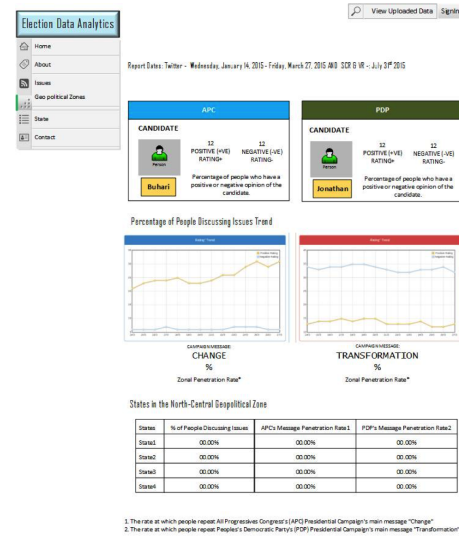 View Uploaded Data
Signin
Election Data Analytics
Home
About
Issues
Geo political Zones
State
Contact
Report Dates: Twitter - Wednesday, January 14, 2015 - Friday, March 27, 2015 AND SCR & VR -: July 31st 2015
APC
CANDIDATE
Person
Buhari
12
POSITIVE (+VE)
RATING+
12
NEGATIVE (-VE)
RATING-
Percentage of people who have a
positive or negative opinion of the
candidate.
PDP
CANDIDATE
Person
Jonathan
12
POSITIVE (+VE)
RATING+
12
NEGATIVE (-VE)
RATING-
Percentage of people who have a
positive or negative opinion of the
candidate.
Percentage of People Discussing Issues Trend
CAMPAIGN MESSAGE:
CHANGE
%
Zonal Penetration Rate*
CAMPAIGN MESSAGE:
TRANSFORMATION
%
Zonal Penetration Rate*
States in the North-Central Geopolitical Zone
States % of People Discussing Issues APC's Message Penetration Rate1 PDP's Message Penetration Rate2
State1 00.00% 00.00% 00.00%
State2 00.00% 00.00% 00.00%
State3 00.00% 00.00% 00.00%
State4 00.00% 00.00% 00.00%
1. The rate at which people repeat All Progressives Congress's (APC) Presidential Campaign's main message "Change"
2. The rate at which people repeat Peoples's Democratic Party's (PDP) Presidential Campaign's main message "Transformation"